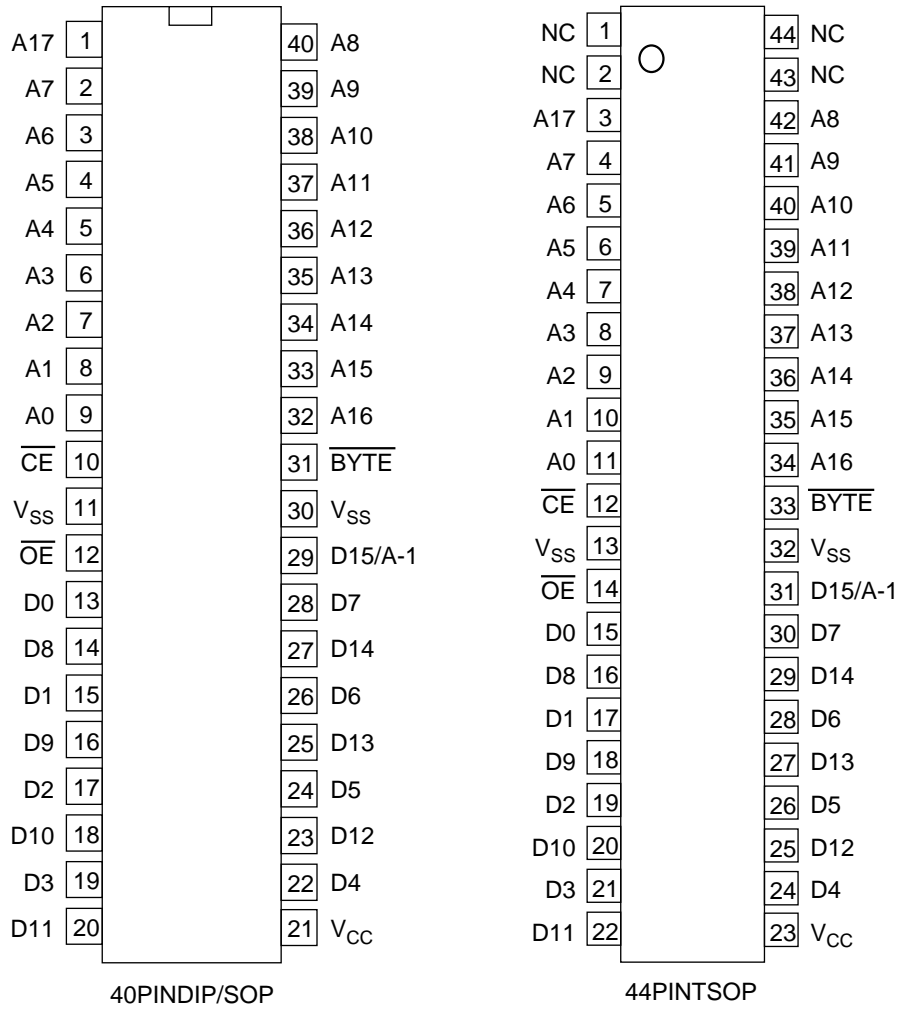 A17 1 40 A8
A7 2 39 A9
A6 3 38 A10
A5 4 37 A11
A4 5 36 A12
A3 6 35 A13
A2 7 34 A14
A1 8 33 A15
A0 9 32 A16
CE 10 31 BYTE
VSS 11 30 VSS
OE 12 29 D15/A-1
D0 13 28 D7
D8 14 27 D14
D1 15 26 D6
D9 16 25 D13
D2 17 24 D5
D10 18 23 D12
D3 19 22 D4
D11 20 21 VCC
40PINDIP/SOP
NC 1 44 NC
NC 2 43 NC
A17 3 42 A8
A7 4 41 A9
A6 5 40 A10
A5 6 39 A11
A4 7 38 A12
A3 8 37 A13
A2 9 36 A14
A1 10 35 A15
A0 11 34 A16
CE 12 33 BYTE
VSS 13 32 VSS
OE 14 31 D15/A-1
D0 15 30 D7
D8 16 29 D14
D1 17 28 D6
D9 18 27 D13
D2 19 26 D5
D10 20 25 D12
D3 21 24 D4
D11 22 23 VCC
44PINTSOP